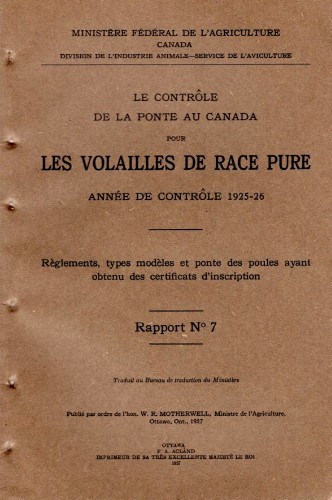 MINISTÈRE FÉDÉRAL DE L'AGRICULTURE
CANADA
DIVISION DE L'INDUSTRIE ANIMALE—SERVICE DE L'AVICULTURE
LE CONTRÔLE
DE LA PONTE AU CANADA
POUR
LES VOLAILLES DE RACE PURE
ANNÉE DE CONTRÔLE 1925-26
Règlements, types modèles et ponte des poules ayant
obtenu des certificats d'inscription
Rapport Nº 7
Traduit au Bureau de traduction du Ministère
Publié par ordre de l'hon. W. R. MOTHERWELL, Ministre de l'Agriculture,
Ottawa, Ont., 1927
OTTAWA
F. A. ACLAND
IMPRIMEUR DE SA TRÈS EXCELLENTE MAJESTÉ LE ROI
1927